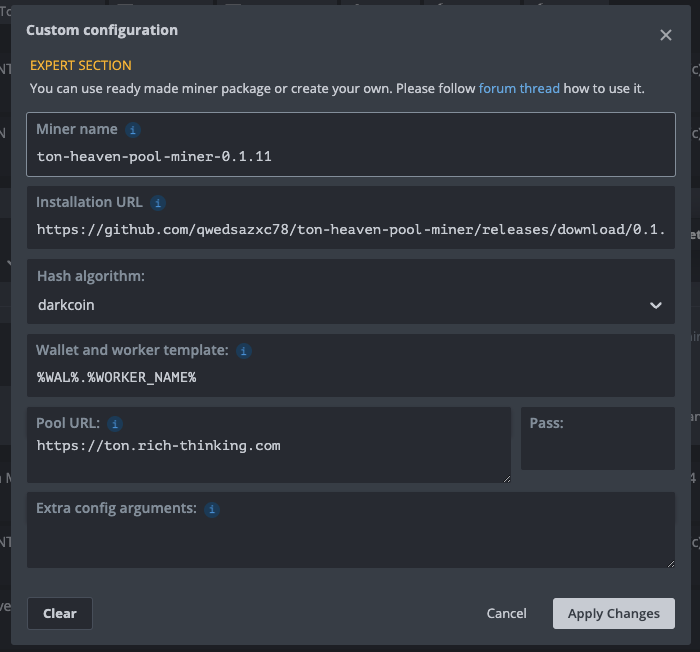 Custom configuration
EXPERT SECTION
You can use ready made miner package or create your own. Please follow forum thread how to use it.
Miner name i
ton-heaven-pool-miner-0.1.11
Installation URL i
https://github.com/qwedsazxc78/ton-heaven-pool-miner/releases/download/0.1.
Hash algorithm:
darkcoin
Wallet and worker template: i
%WAL%.%WORKER_NAME%
Pool URL: i
https://ton.rich-thinking.com
Pass:
Extra config arguments: i
Clear
Cancel
Apply Changes